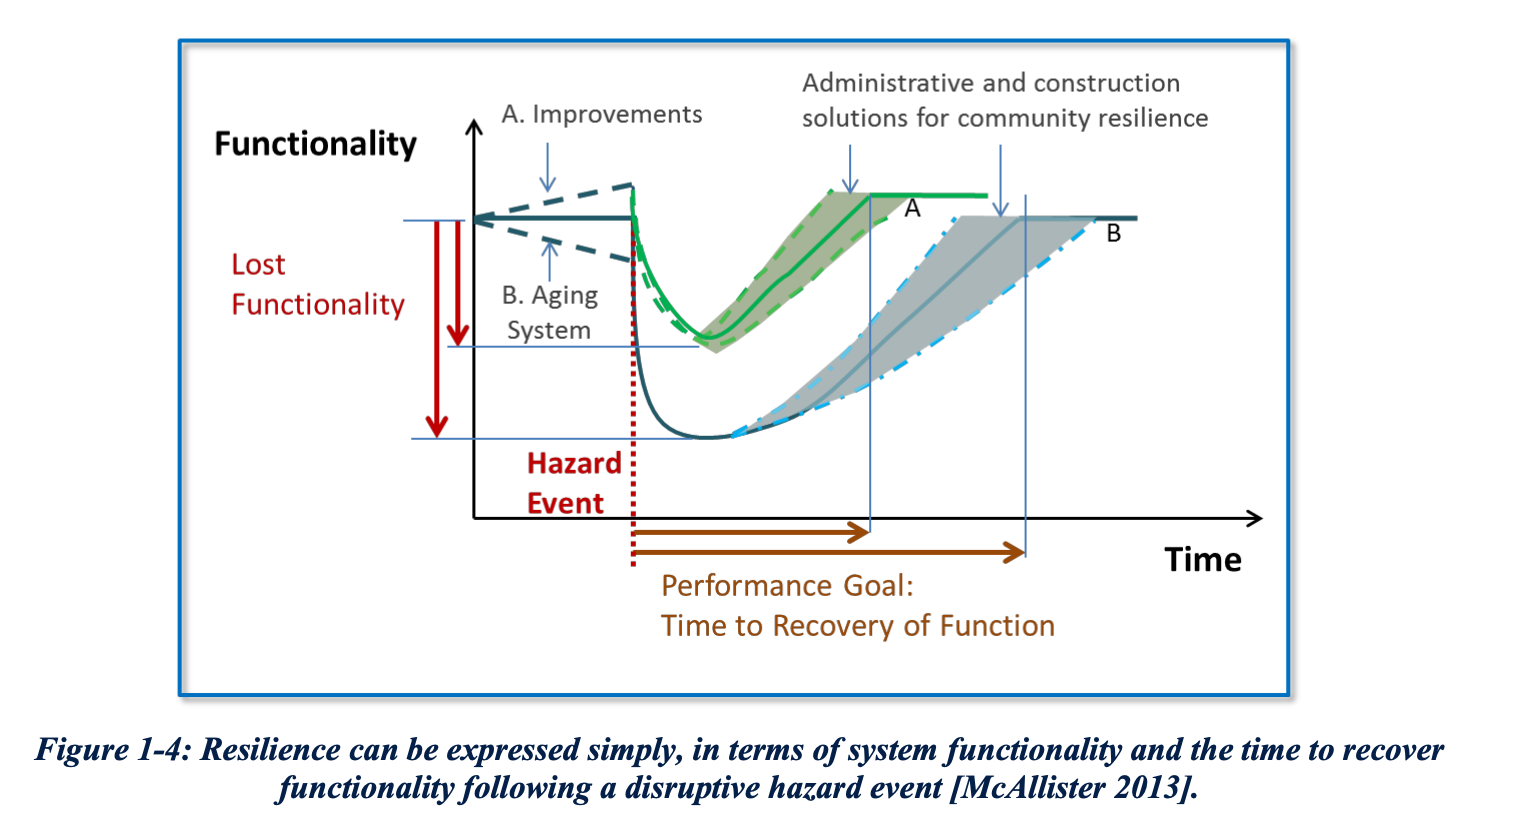 Administrative and construction
solutions for community resilience
A. Improvements
Functionality
A
B
Lost
Functionality
B. Aging
System
Hazard
Event
Time
Performance Goal:
Time to Recovery of Function
Figure 1-4: Resilience can be expressed simply, in terms of system functionality and the time to recover
functionality following a disruptive hazard event [McAllister 2013].